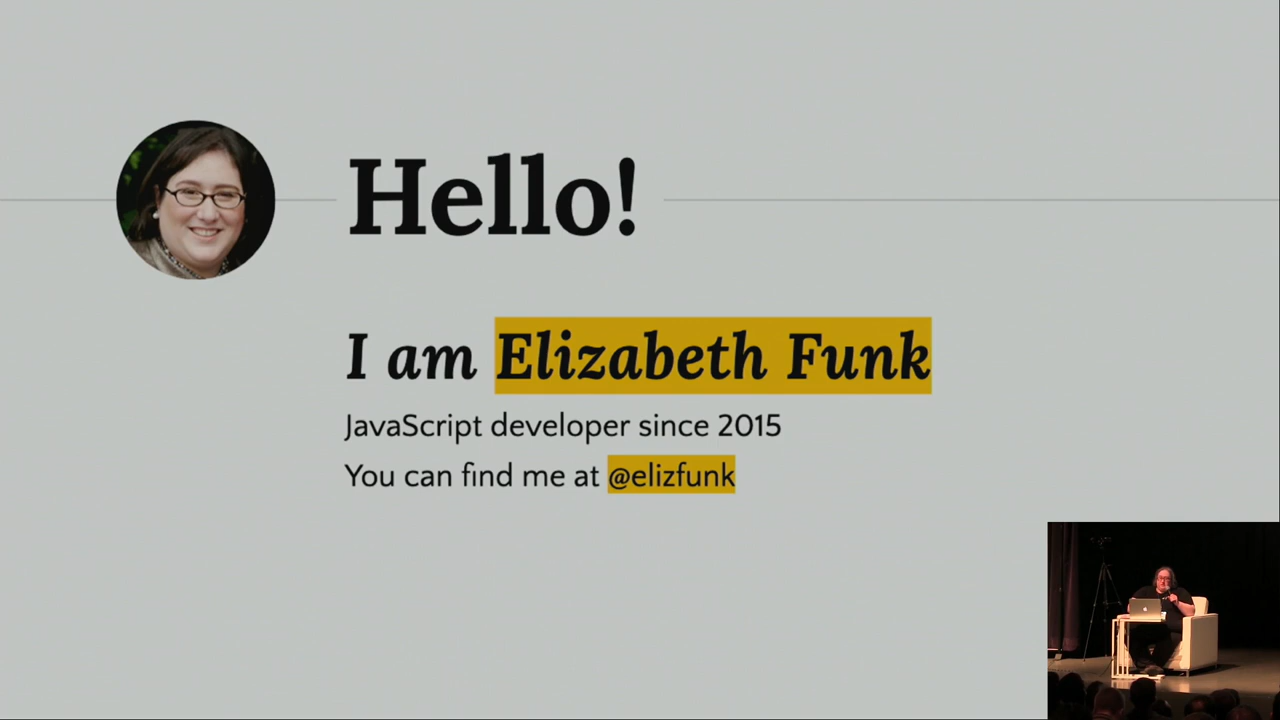 Hello!
I am Elizabeth Funk
JavaScript developer since 2015
You can find me at @elizfunk